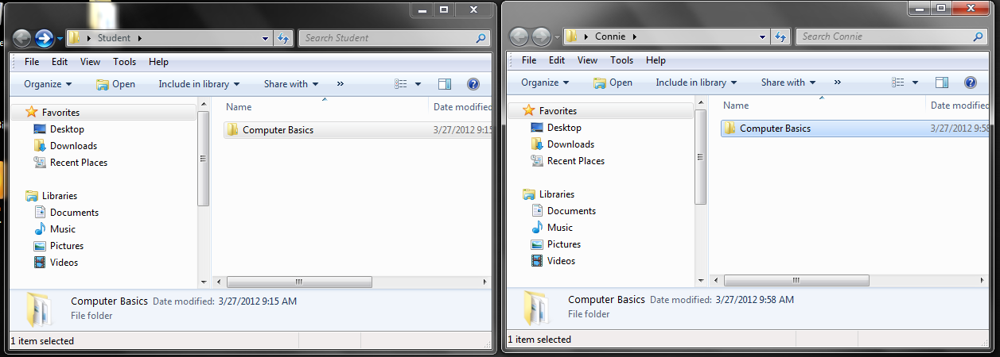 Student
Search Student
File Edit View Tools Help
Organize Open Include in library Share with »
Name Date modified
Favorites
Computer Basics 3/27/2012 9:15
Desktop
Downloads
Recent Places
Libraries
Documents
Music
Pictures
Videos
Computer Basics Date modified: 3/27/2012 9:15 AM
File folder
1 item selected
Connie
Search Connie
File Edit View Tools Help
Organize Open Include in library Share with »
Name Date modified
Favorites
Computer Basics 3/27/2012 9:58
Desktop
Downloads
Recent Places
Libraries
Documents
Music
Pictures
Videos
Computer Basics Date modified: 3/27/2012 9:58 AM
File folder
1 item selected